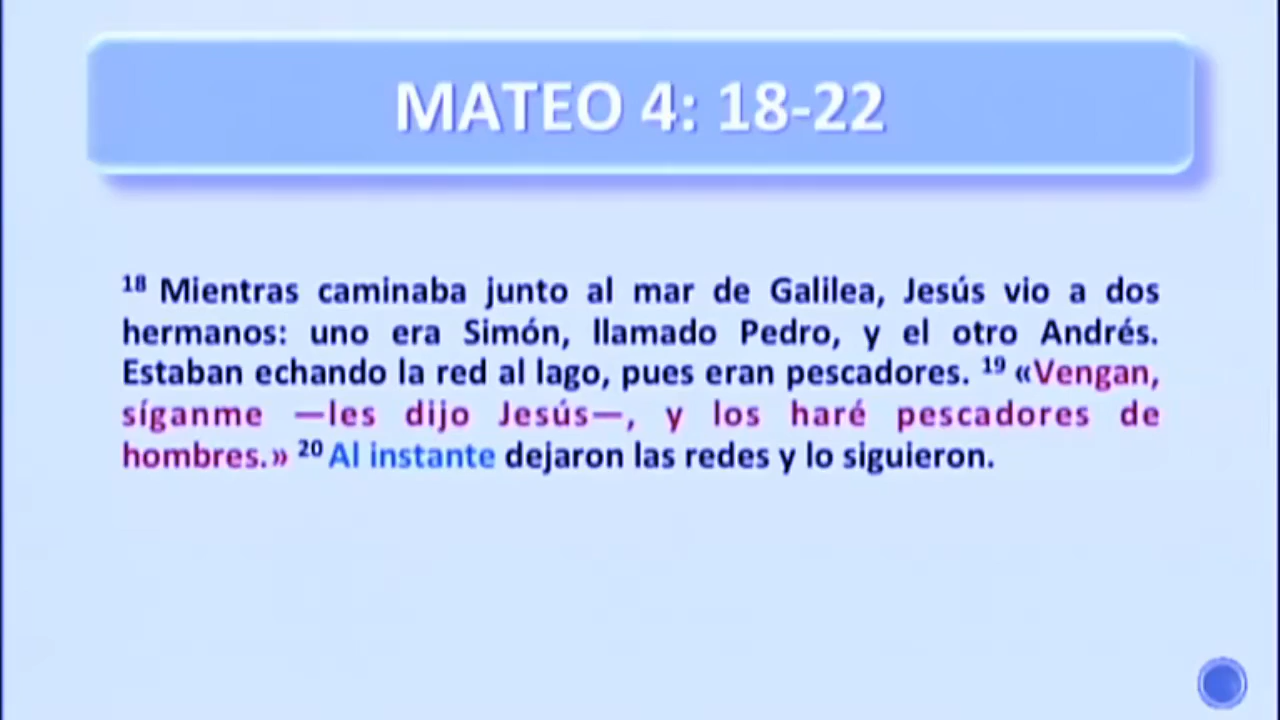 MATEO 4: 18-22
18 Mientras caminaba junto al mar de Galilea, Jesús vio a dos
hermanos: uno era Simón, llamado Pedro, y el otro Andrés.
Estaban echando la red al lago, pues eran pescadores. 19 «Vengan,
síganme —les dijo Jesús—, y los haré pescadores de
hombres.» 20 Al instante dejaron las redes y lo siguieron.